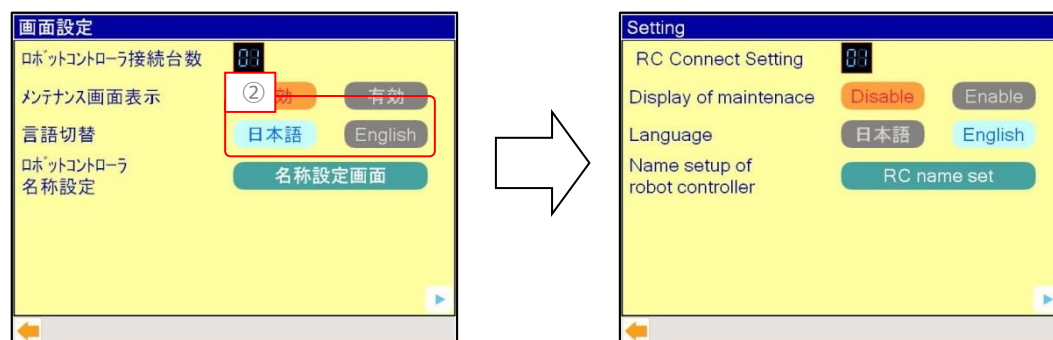 画面設定
ロボットコントローラ接続台数 01
メンテナンス画面表示 ② 効 有効
言語切替 日本語 English
ロボットコントローラ
名称設定 名称設定画面
Setting
RC Connect Setting 01
Display of maintenace Disable Enable
Language 日本語 English
Name setup of
robot controller RC name set